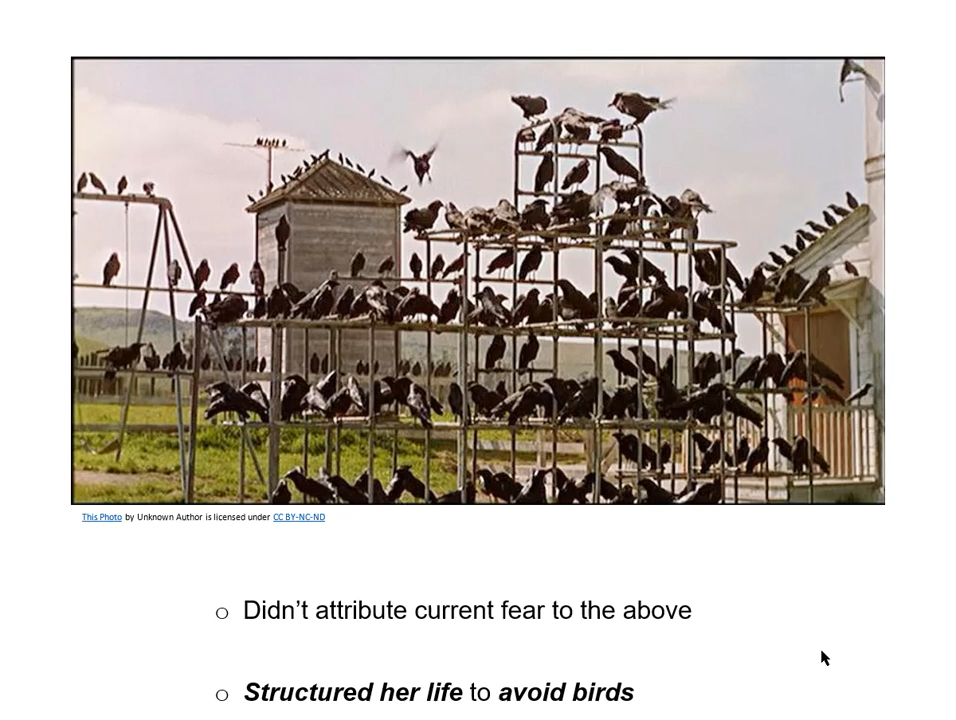 This Photo by Unknown Author is licensed under CC BY-NC-ND
○ Didn’t attribute current fear to the above
○ Structured her life to avoid birds